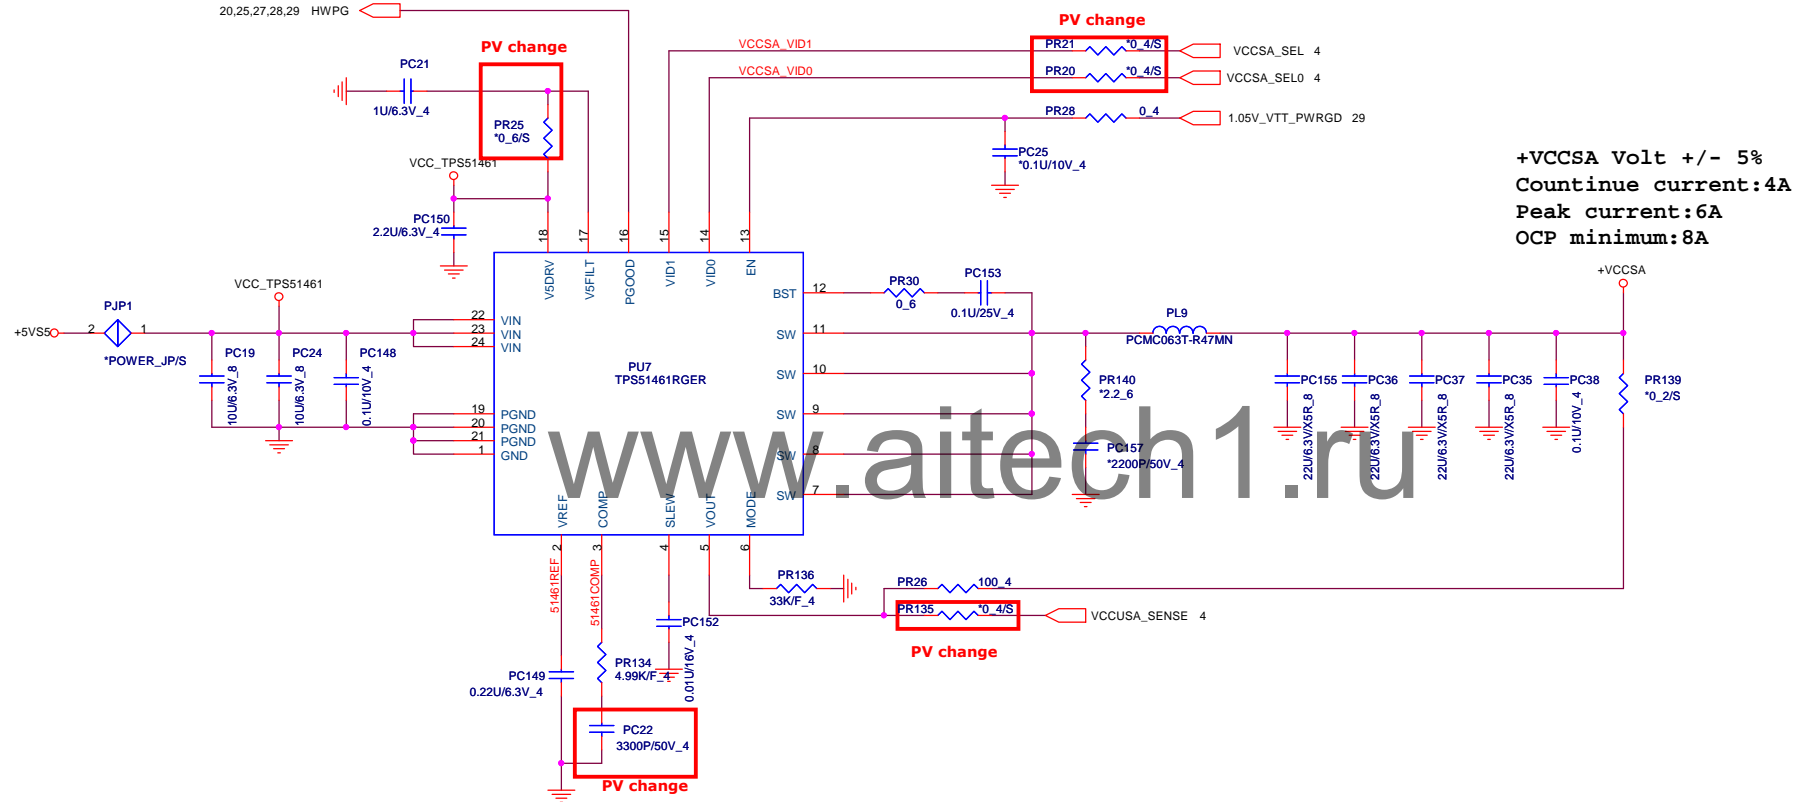 20,25,27,28,29 HWPG
PV change
PV change
VCCSA_VID1
PR21 *0_4/S
VCCSA_SEL 4
VCCSA_VID0
PR20 *0_4/S
VCCSA_SEL0 4
PC21
1U/6.3V_4
PR25
*0_6/S
PR28 0_4
1.05V_VTT_PWRGD 29
PC25
*0.1U/10V_4
VCC_TPS51461
+VCCSA Volt +/- 5%
Countinue current:4A
Peak current:6A
OCP minimum:8A
PC150
2.2U/6.3V_4
18 17 16 15 14 13
V5DRV V5FILT PGOOD VID1 VID0 EN
+VCCSA
VCC_TPS51461
PJP1
+5VS5 2 1
*POWER_JP/S
22 VIN
23 VIN
24 VIN
BST 12
PR30
0_6
PC153
0.1U/25V_4
SW 11
PL9
PCMC063T-R47MN
PC19
10U/6.3V_8
PC24
10U/6.3V_8
PC148
0.1U/10V_4
PU7
TPS51461RGER
SW 10
PR140
*2.2_6
PC155
22U/6.3V/X5R_8
PC36
22U/6.3V/X5R_8
PC37
22U/6.3V/X5R_8
PC35
22U/6.3V/X5R_8
PC38
0.1U/10V_4
PR139
*0_2/S
19 PGND
20 PGND
21 PGND
1 GND
SW 9
SW 8
SW 7
PC157
*2200P/50V_4
www.aitech1.ru
VREF COMP SLEW VOUT MODE
2 3 4 5 6
51461REF
51461COMP
PR136
33K/F_4
PR26 100_4
PR135 *0_4/S
VCCUSA_SENSE 4
PV change
PC152
0.01U/16V_4
PR134
4.99K/F_4
PC149
0.22U/6.3V_4
PC22
3300P/50V_4
PV change